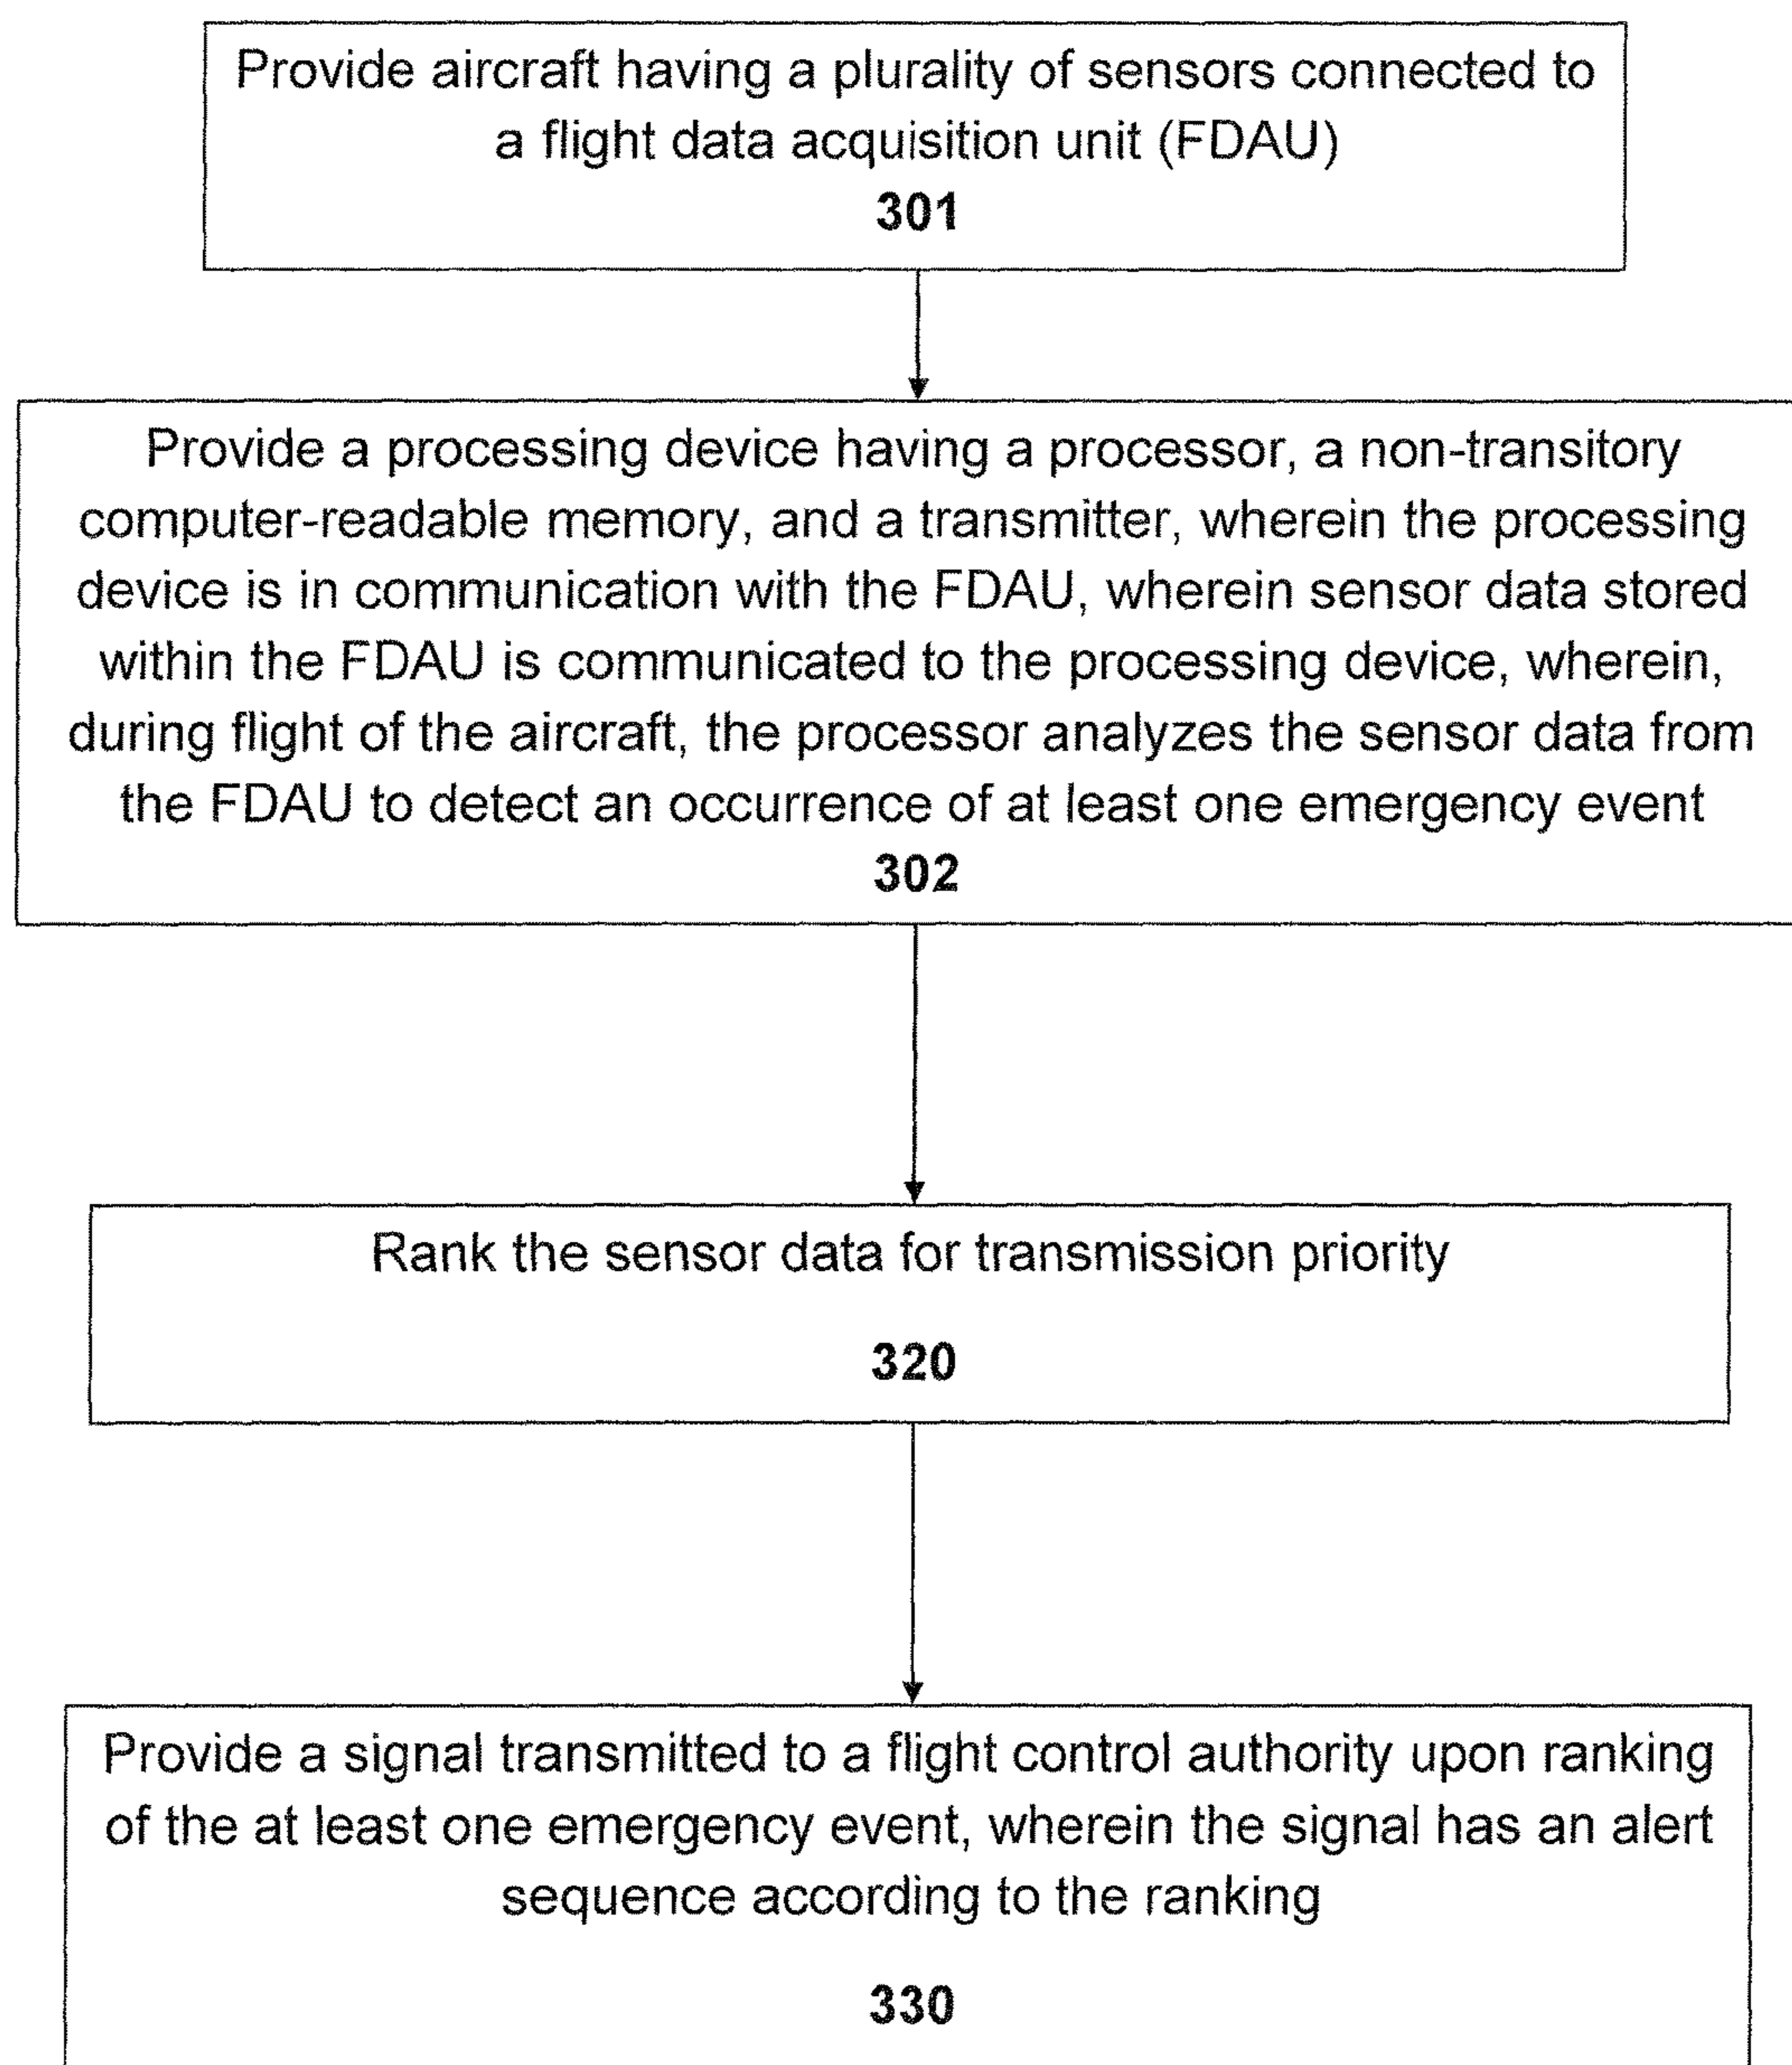 Provide aircraft having a plurality of sensors connected to
a flight data acquisition unit (FDAU)
301
Provide a processing device having a processor, a non-transitory
computer-readable memory, and a transmitter, wherein the processing
device is in communication with the FDAU, wherein sensor data stored
within the FDAU is communicated to the processing device, wherein,
during flight of the aircraft, the processor analyzes the sensor data from
the FDAU to detect an occurrence of at least one emergency event
302
Rank the sensor data for transmission priority
320
Provide a signal transmitted to a flight control authority upon ranking
of the at least one emergency event, wherein the signal has an alert
sequence according to the ranking
330